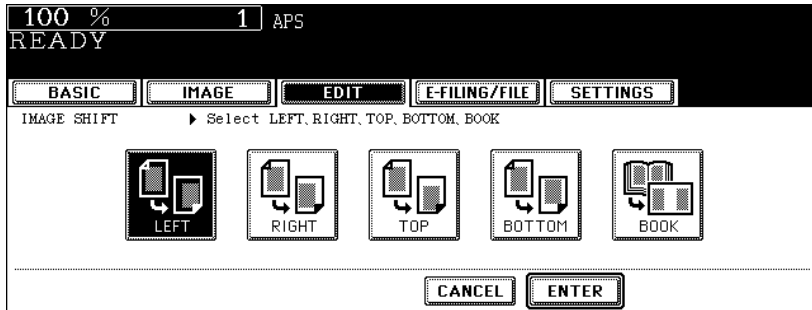 100 % 1 APS
READY
BASIC IMAGE EDIT E-FILING/FILE SETTINGS
IMAGE SHIFT Select LEFT, RIGHT, TOP, BOTTOM, BOOK
LEFT RIGHT TOP BOTTOM BOOK
CANCEL ENTER